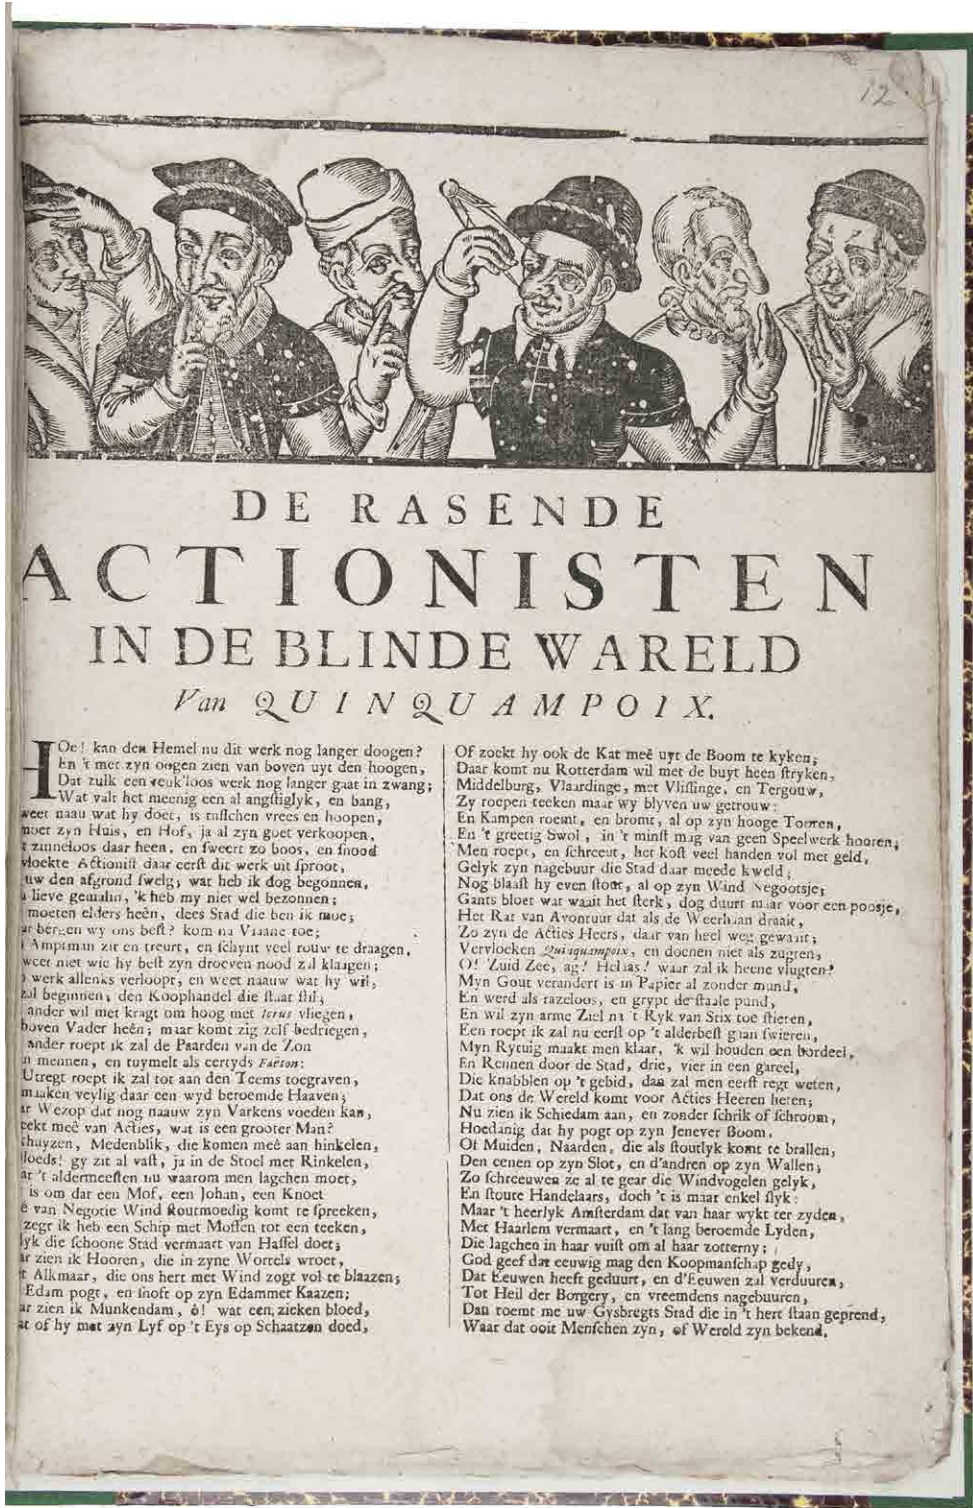 12.
DE RASENDE
ACTIONISTEN
IN DE BLINDE WARELD
Van QUINQUAMPOIX.
HOe! kan den Hemel nu dit werk nog langer doogen?
En 't met zyn oogen zien van boven uyt den hoogen,
Dat zulk een reuk'loos werk nog langer gaat in zwang;
Wat valt het meenig een al angstiglyk, en bang,
weet naau wat hy doet, is tusschen vrees en hoopen,
moet zyn Huis, en Hof, ja al zyn goet verkoopen,
t zinneloos daar heen, en sweert zo boos, en snood
vloekte Actionist daar eerst dit werk uit sproot,
uw den afgrond swelg, wat heb ik dog begonnen,
lieve gemalin, 'k heb my niet wel bezonnen;
moeten elders heên, dees Stad die ben ik moe;
bergen wy ons best? kom na Viaane toe;
Amptman zit en treurt, en schynt veel rouw te draagen,
weet niet wie hy best zyn droeven nood zal klaagen;
werk allenks verloopt, en weet naauw wat hy wil,
zal beginnen, den Koophandel die staat stil;
ander wil met kragt om hoog met Icrus vliegen,
boven Vader heên; maar komt zig zelf bedriegen,
ander roept ik zal de Paarden van de Zon
mennen, en tuymelt als certyds Faëton:
Utregt roept ik zal tot aan den Teems toegraven,
maaken veylig daar een wyd beroemde Haaven;
Wezop dat nog naauw zyn Varkens voeden kan,
meê van Acties, wat is een grooter Man?
huyzen, Medenblik, die komen meê aan hinkelen,
loeds! gy zit al vast, ja in de Stoel met Rinkelen,
't aldermeesten nu waarom men lagchen moet,
is om dat een Mof, een Johan, een Knoet
van Negotie Wind stoutmoedig komt te spreeken,
zegt ik heb een Schip met Moffen tot een teeken,
lyk die schoone Stad vermaart van Hassel doet;
zien ik Hooren, die in zyne Wortels wroet,
't Alkmaar, die ons hert met Wind zogt vol te blaazen;
Edam pogt, en snoft op zyn Edammer Kaazen;
zien ik Munkendam, ô! wat een zieken bloed,
of hy met zyn Lyf op 't Eys op Schaatzen doed,
Of zoekt hy ook de Kat meê uyt de Boom te kyken;
Daar komt nu Rotterdam wil met de buyt heen stryken,
Middelburg, Vlaardinge, met Vlissinge, en Tergouw,
Zy roepen teeken maar wy blyven uw getrouw:
En Kampen roemt, en bromt, al op zyn hooge Tooren,
En 't greetig Swol, in 't minst mag van geen Speelwerk hooren;
Men roept, en schreeut, het kost veel handen vol met geld,
Gelyk zyn nagebuur die Stad daar meede kweld;
Nog blaast hy even stout, al op zyn Wind Negootsje;
Gants bloet wat waait het sterk, dog duurt maar voor een poosje,
Het Rat van Avontuur dat als de Weerhaan draait,
Zo zyn de Acties Heers, daar van heel weg gewaait;
Vervloeken Quinquampoix, en doenen niet als zugten,
O! Zuid Zee, ag! Helaas! waar zal ik heene vlugten?
Myn Gout verandert is in Papier al zonder mund,
En werd als razeloos, en grypt de staale pund,
En wil zyn arme Ziel na 't Ryk van Stix toe stieren,
Een roept ik zal nu eerst op 't alderbest gaan swieren,
Myn Rytuig maakt men klaar, 'k wil houden een bordeel,
En Rennen door de Stad, drie, vier in een gareel,
Die knabblen op 't gebid, dan zal men eerst regt weten,
Dat ons de Wereld komt voor Acties Heeren heten;
Nu zien ik Schiedam aan, en zonder schrik of schroom,
Hoedanig dat hy pogt op zyn Jenever Boom,
Of Muiden, Naarden, die als stoutlyk komt te brallen,
Den eenen op zyn Slot, en d'andren op zyn Wallen;
Zo schreeuwen ze al te gear die Windvogelen gelyk,
En stoute Handelaars, doch 't is maar enkel slyk:
Maar 't heerlyk Amsterdam dat van haar wykt ter zyden,
Met Haarlem vermaart, en 't lang beroemde Lyden,
Die lagchen in haar vuist om al haar zotterny;
God geef dat eeuwig mag den Koopmanschap gedy,
Dat Eeuwen heeft geduurt, en d'Eeuwen zal verduuren,
Tot Heil der Borgery, en vreemdens nagebuuren,
Dan roemt me uw Gysbregts Stad die in 't hert staan geprend,
Waar dat ooit Menschen zyn, of Wereld zyn bekend,